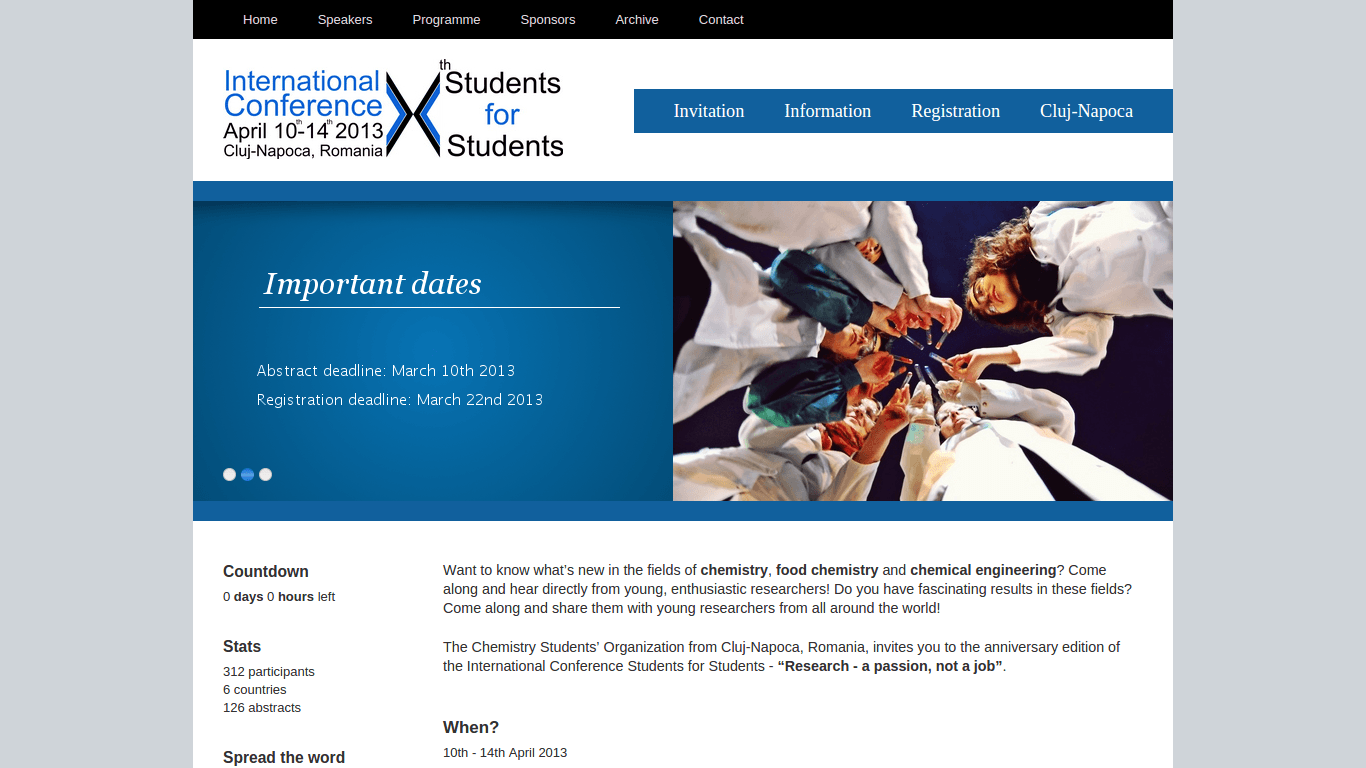 Home Speakers Programme Sponsors Archive Contact
International
Conference
April 10th-14th 2013
Cluj-Napoca, Romania
th
Students
for
Students
Invitation Information Registration Cluj-Napoca
Important dates
Abstract deadline: March 10th 2013
Registration deadline: March 22nd 2013
Countdown
0 days 0 hours left
Stats
312 participants
6 countries
126 abstracts
Spread the word
Want to know what’s new in the fields of chemistry, food chemistry and chemical engineering? Come
along and hear directly from young, enthusiastic researchers! Do you have fascinating results in these fields?
Come along and share them with young researchers from all around the world!
The Chemistry Students’ Organization from Cluj-Napoca, Romania, invites you to the anniversary edition of
the International Conference Students for Students - “Research - a passion, not a job”.
When?
10th - 14th April 2013